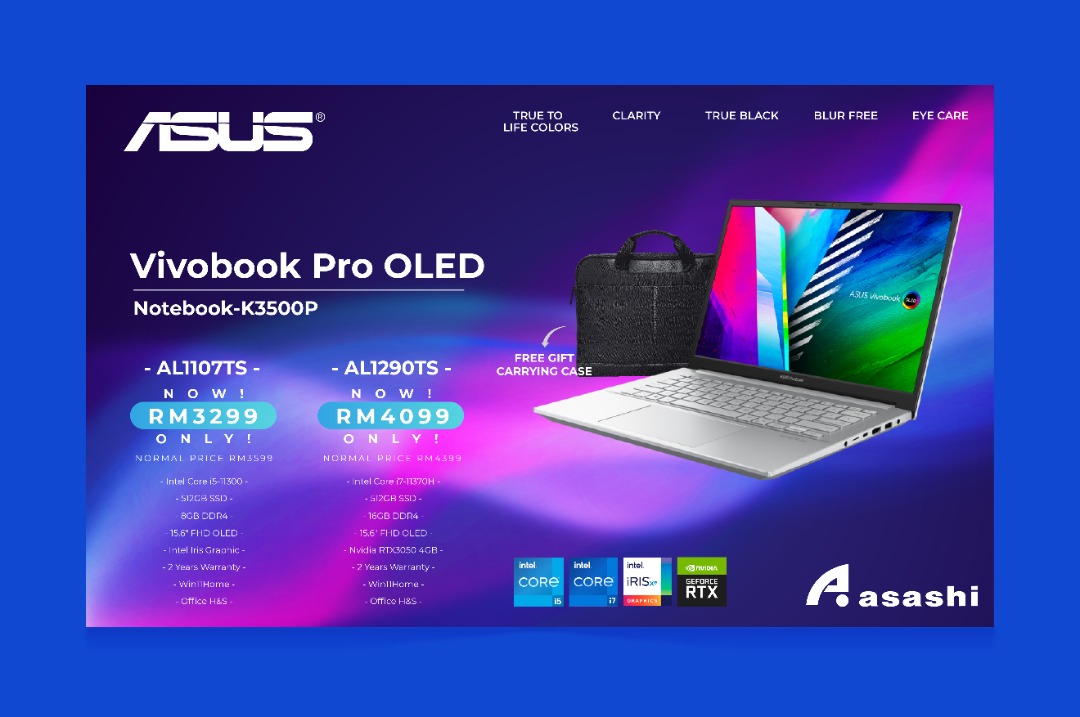 ASUS®
TRUE TO
LIFE COLORS
CLARITY
TRUE BLACK
BLUR FREE
EYE CARE
Vivobook Pro OLED
Notebook-K3500P
ASUS Vivobook
OLED
FREE GIFT
CARRYING CASE
- AL1107TS -
NOW!
RM3299
ONLY!
NORMAL PRICE RM3599
- Intel Core i5-11300 -
- 512GB SSD -
- 8GB DDR4 -
- 15.6" FHD OLED -
- Intel Iris Graphic -
- 2 Years Warranty -
- Win11Home -
- Office H&S -
- AL1290TS -
NOW!
RM4099
ONLY!
NORMAL PRICE RM4399
- Intel Core i7-11370H -
- 512GB SSD -
- 16GB DDR4 -
- 15.6" FHD OLED -
- Nvidia RTX3050 4GB -
- 2 Years Warranty -
- Win11Home -
- Office H&S -
intel.
CORE
i5
intel.
CORE
i7
intel.
iRIS xe
GRAPHICS
NVIDIA.
GEFORCE
RTX
asashi